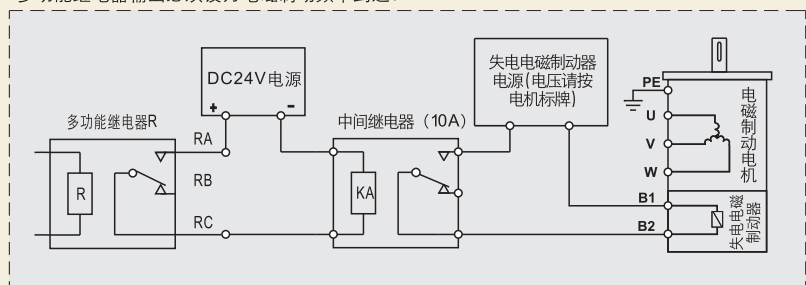 DC24V电源
+ -
失电电磁制动器
电源(电压请按
电机标牌)
多功能继电器R
中间继电器（10A）
RA
RB
RC
R
KA
PE
U
V
W
B1
B2
电磁制动电机
失电电磁
制动器